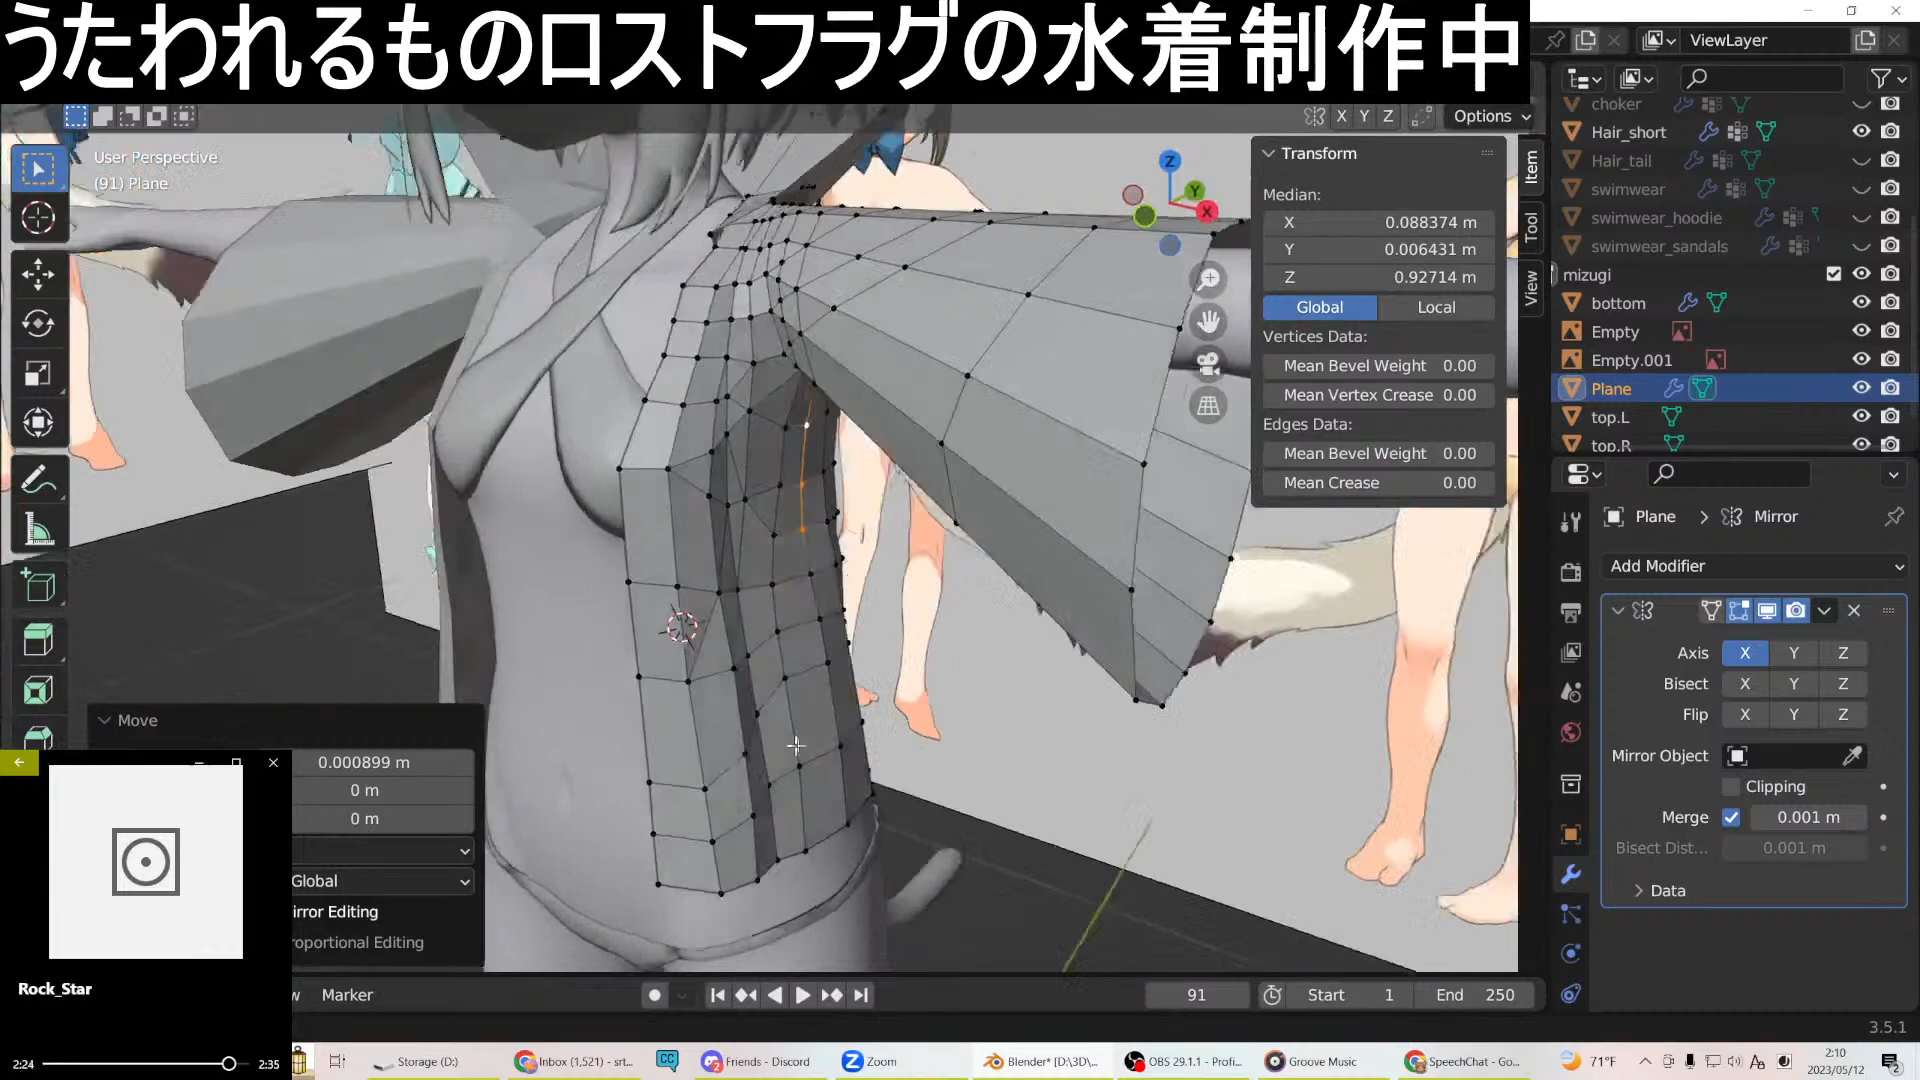 うたわれるものロストフラグの水着制作中
ViewLayer
X Y Z
Options
User Perspective
(91) Plane
Transform
Median:
X 0.088374 m
Y 0.006431 m
Z 0.92714 m
Global Local
Vertices Data:
Mean Bevel Weight 0.00
Mean Vertex Crease 0.00
Edges Data:
Mean Bevel Weight 0.00
Mean Crease 0.00
Item
Tool
View
Z
Y
X
choker
Hair_short
Hair_tail
swimwear
swimwear_hoodie
swimwear_sandals
mizugi
bottom
Empty
Empty.001
Plane
top.L
top.R
Plane > Mirror
Add Modifier
Axis X Y Z
Bisect X Y Z
Flip X Y Z
Mirror Object
Clipping
Merge 0.001 m
Bisect Dist... 0.001 m
Data
Move
0.000899 m
0 m
0 m
Global
irror Editing
roportional Editing
Rock_Star
2:24 2:35
w Marker
91 Start 1 End 250
3.5.1
Storage (D:)
Inbox (1,521) - srt...
CC
Friends - Discord
Zoom
Blender* [D:\3D\...
OBS 29.1.1 - Profi...
Groove Music
SpeechChat - Go...
71°F
A
2:10
2023/05/12
2